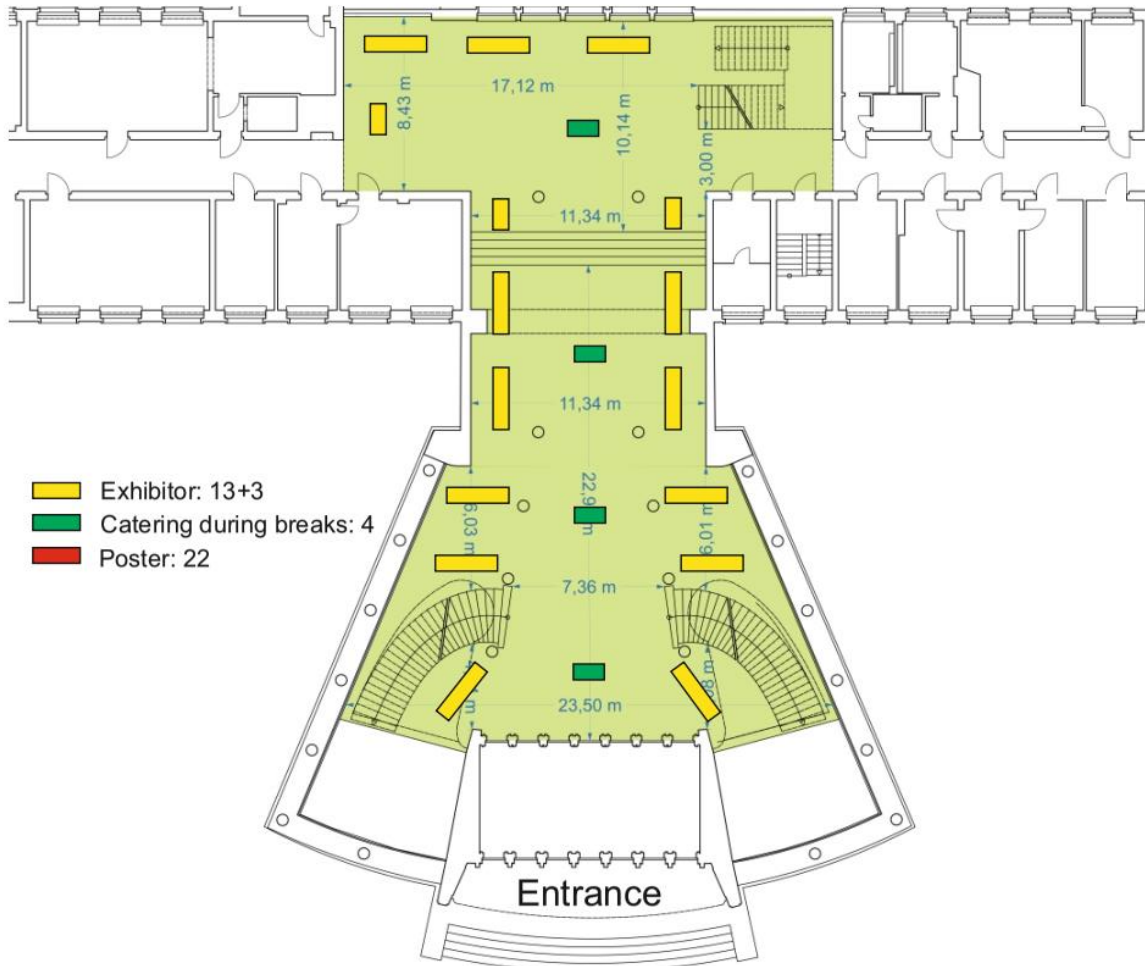 17,12 m
8,43 m
10,14 m
3,00 m
11,34 m
11,34 m
Exhibitor: 13+3
Catering during breaks: 4
Poster: 22
6,03 m
6,01 m
7,36 m
23,50 m
Entrance